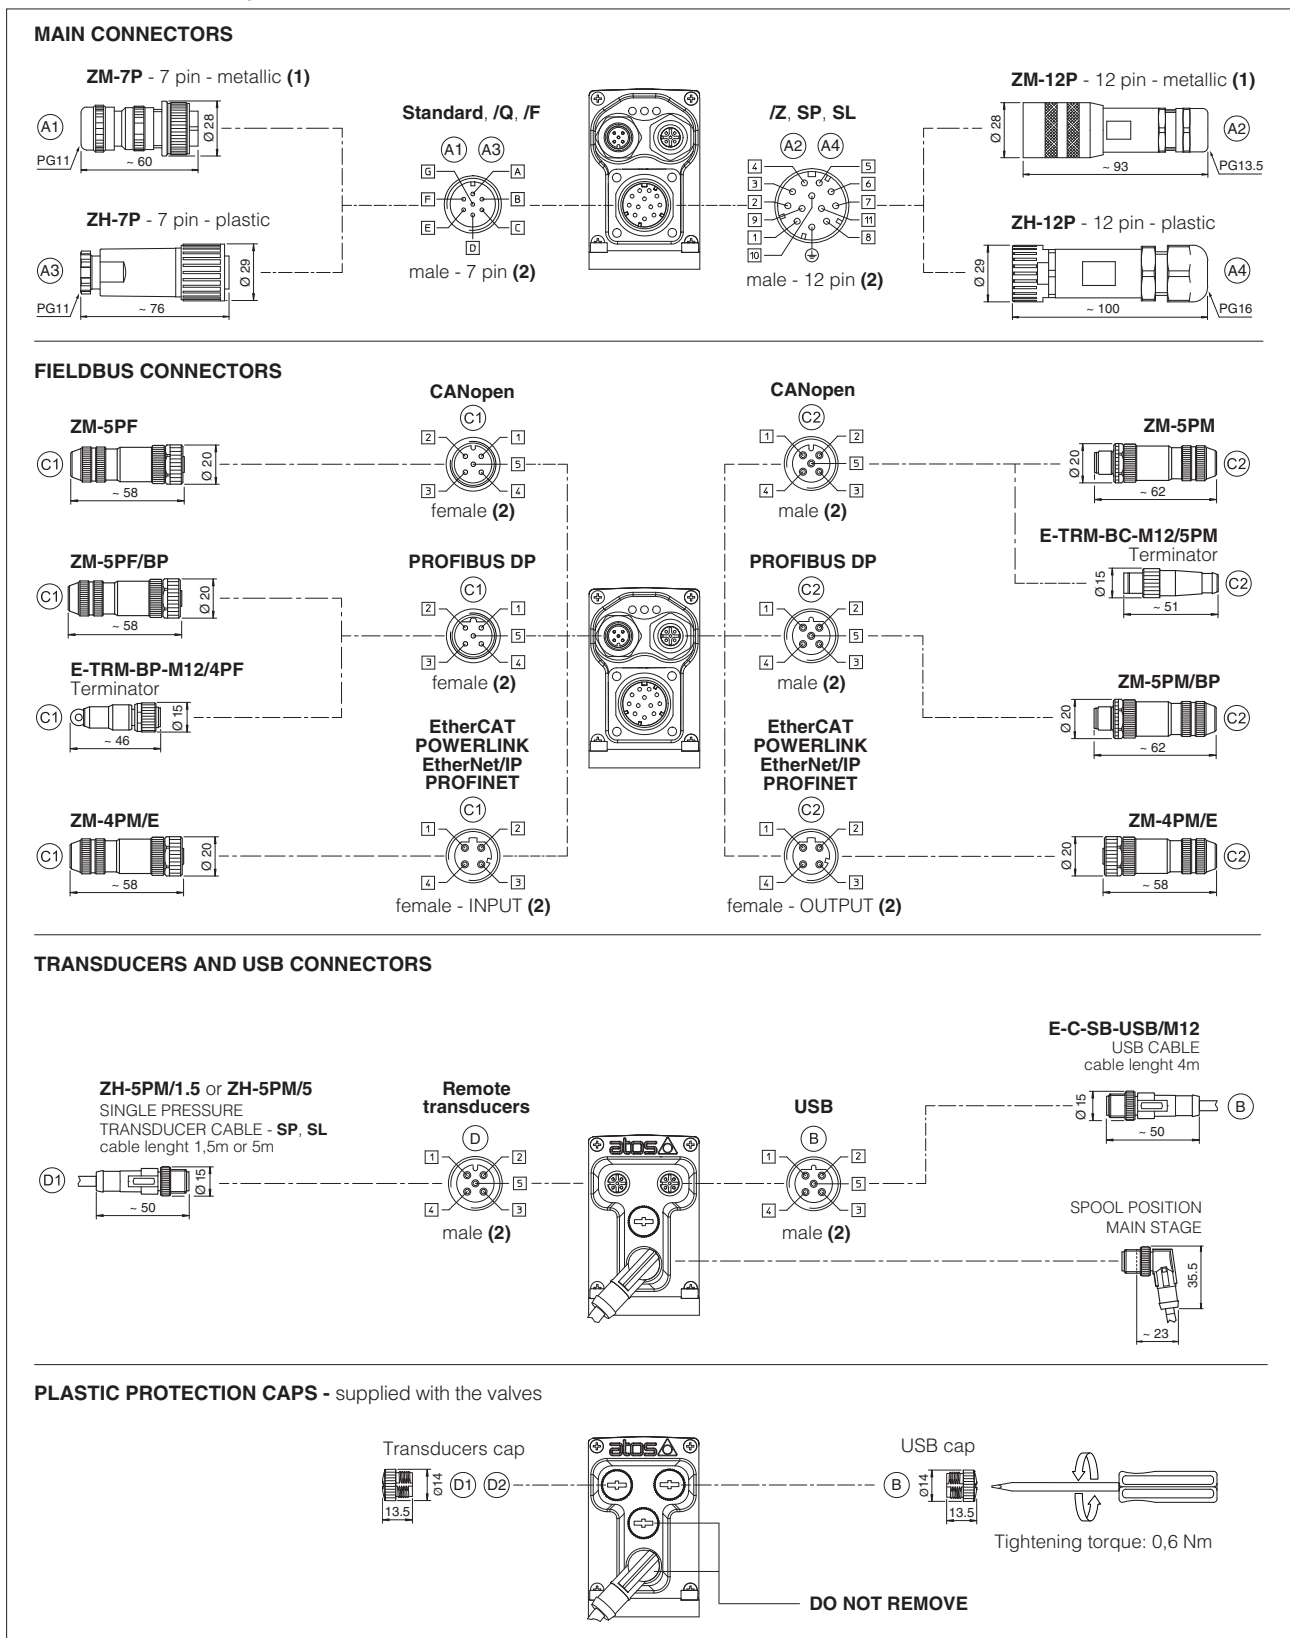 MAIN CONNECTORS
ZM-7P - 7 pin - metallic (1)
A1
PG11
~ 60
Ø 28
ZH-7P - 7 pin - plastic
A3
PG11
~ 76
Ø 29
Standard, /Q, /F
A1 A3
G A
F B
E C
D
male - 7 pin (2)
/Z, SP, SL
A2 A4
4 5
3 6
2 7
9 11
1 8
10
male - 12 pin (2)
ZM-12P - 12 pin - metallic (1)
Ø 28
~ 93
A2
PG13.5
ZH-12P - 12 pin - plastic
Ø 29
~ 100
A4
PG16
FIELDBUS CONNECTORS
ZM-5PF
C1
~ 58
Ø 20
CANopen
C1
2 1
5
3 4
female (2)
CANopen
C2
1 2
5
4 3
male (2)
ZM-5PM
Ø 20
~ 62
C2
E-TRM-BC-M12/5PM
Terminator
Ø 15
~ 51
C2
ZM-5PF/BP
C1
~ 58
Ø 20
E-TRM-BP-M12/4PF
Terminator
C1
~ 46
Ø 15
PROFIBUS DP
C1
2 1
5
3 4
female (2)
PROFIBUS DP
C2
1 2
5
4 3
male (2)
ZM-5PM/BP
Ø 20
~ 62
C2
ZM-4PM/E
C1
~ 58
Ø 20
EtherCAT
POWERLINK
EtherNet/IP
PROFINET
C1
1 2
4 3
female - INPUT (2)
EtherCAT
POWERLINK
EtherNet/IP
PROFINET
C2
1 2
4 3
female - OUTPUT (2)
ZM-4PM/E
Ø 20
~ 58
C2
TRANSDUCERS AND USB CONNECTORS
ZH-5PM/1.5 or ZH-5PM/5
SINGLE PRESSURE
TRANSDUCER CABLE - SP, SL
cable lenght 1,5m or 5m
D1
~ 50
Ø 15
Remote
transducers
D
1 2
5
4 3
male (2)
atos
USB
B
1 2
5
4 3
male (2)
E-C-SB-USB/M12
USB CABLE
cable lenght 4m
Ø 15
~ 50
B
SPOOL POSITION
MAIN STAGE
35.5
~ 23
PLASTIC PROTECTION CAPS - supplied with the valves
Transducers cap
13.5
Ø14
D1 D2
atos
USB cap
B
Ø14
13.5
Tightening torque: 0,6 Nm
DO NOT REMOVE